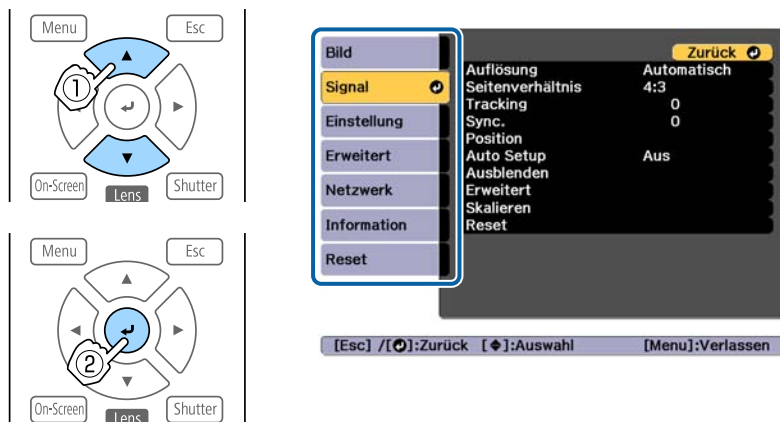 Menu
Esc
1
On-Screen
Lens
Shutter
Menu
Esc
2
On-Screen
Lens
Shutter
Bild
Signal
Einstellung
Erweitert
Netzwerk
Information
Reset
Zurück
Auflösung Automatisch
Seitenverhältnis 4:3
Tracking 0
Sync. 0
Position
Auto Setup Aus
Ausblenden
Erweitert
Skalieren
Reset
[Esc] /[ ]:Zurück [ ]:Auswahl [Menu]:Verlassen